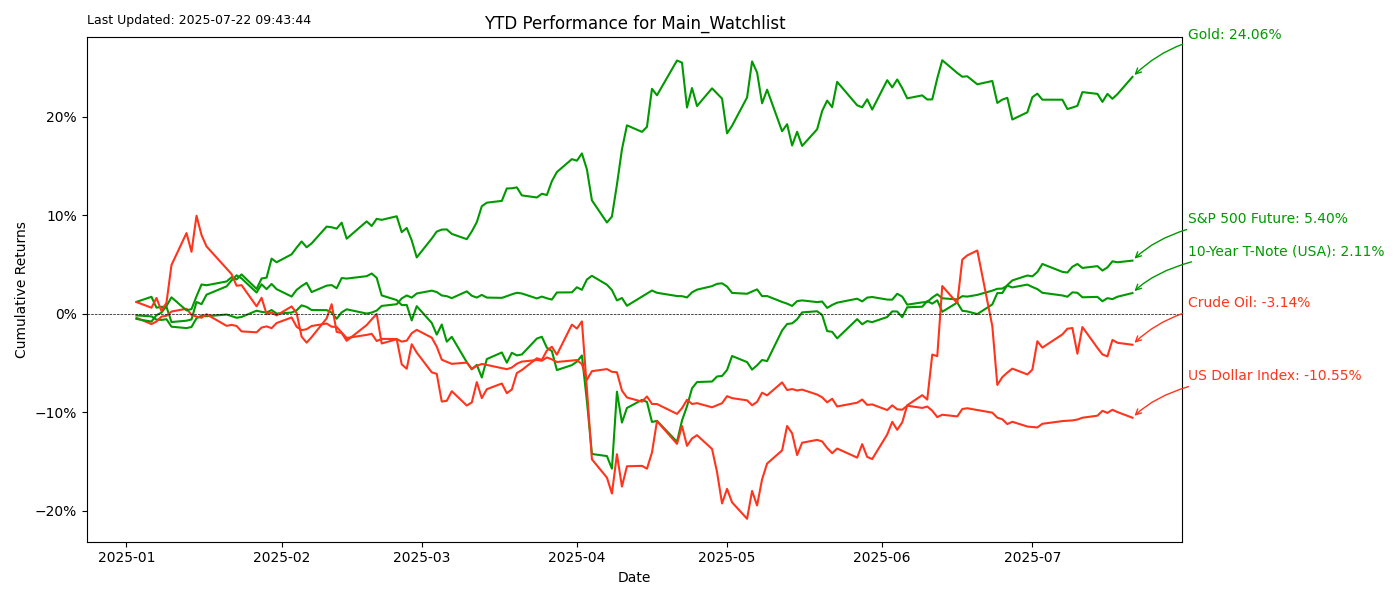 Last Updated: 2025-07-22 09:43:44
YTD Performance for Main_Watchlist
Gold: 24.06%
S&P 500 Future: 5.40%
10-Year T-Note (USA): 2.11%
Crude Oil: -3.14%
US Dollar Index: -10.55%
Cumulative Returns
20%
10%
0%
−10%
−20%
2025-01
2025-02
2025-03
2025-04
2025-05
2025-06
2025-07
Date